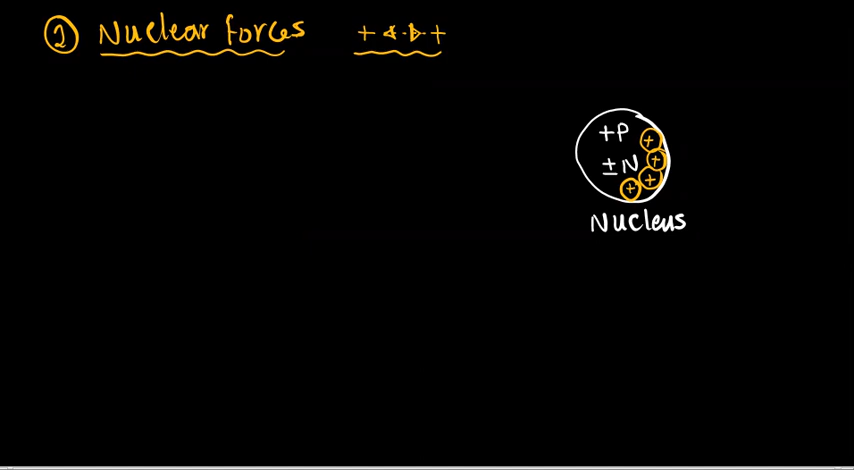 ② Nuclear forces + ◁·▷ +
+P
±N
+
+
+
+
Nucleus